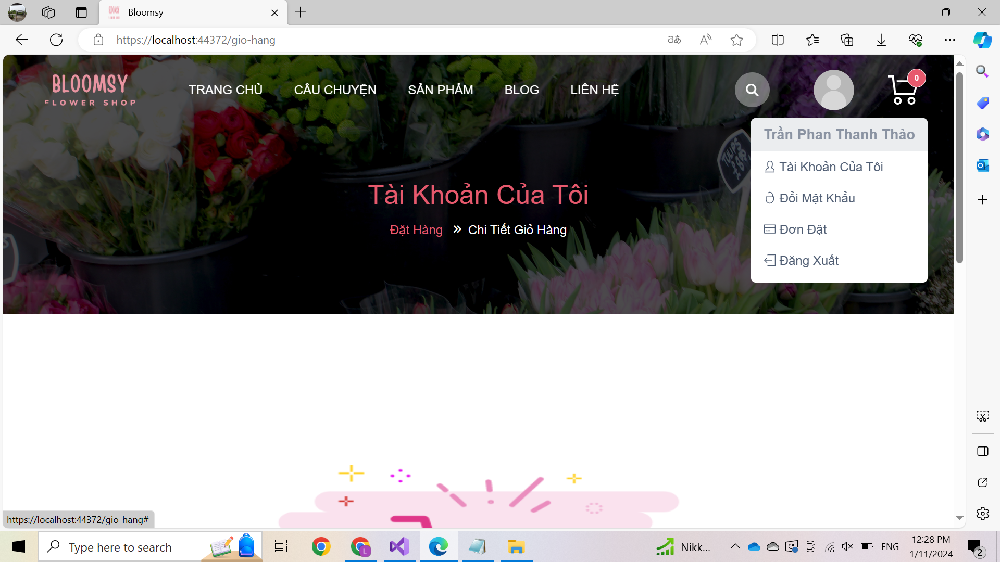 Bloomsy
https://localhost:44372/gio-hang
BLOOMSY
FLOWER SHOP
TRANG CHỦ
CÂU CHUYỆN
SẢN PHẨM
BLOG
LIÊN HỆ
0
Trần Phan Thanh Thảo
Tài Khoản Của Tôi
Đổi Mật Khẩu
Đơn Đặt
Đăng Xuất
TULIPS
Tài Khoản Của Tôi
Đặt Hàng » Chi Tiết Giỏ Hàng
https://localhost:44372/gio-hang#
Type here to search
L
Nikk...
ENG
12:28 PM
1/11/2024
2